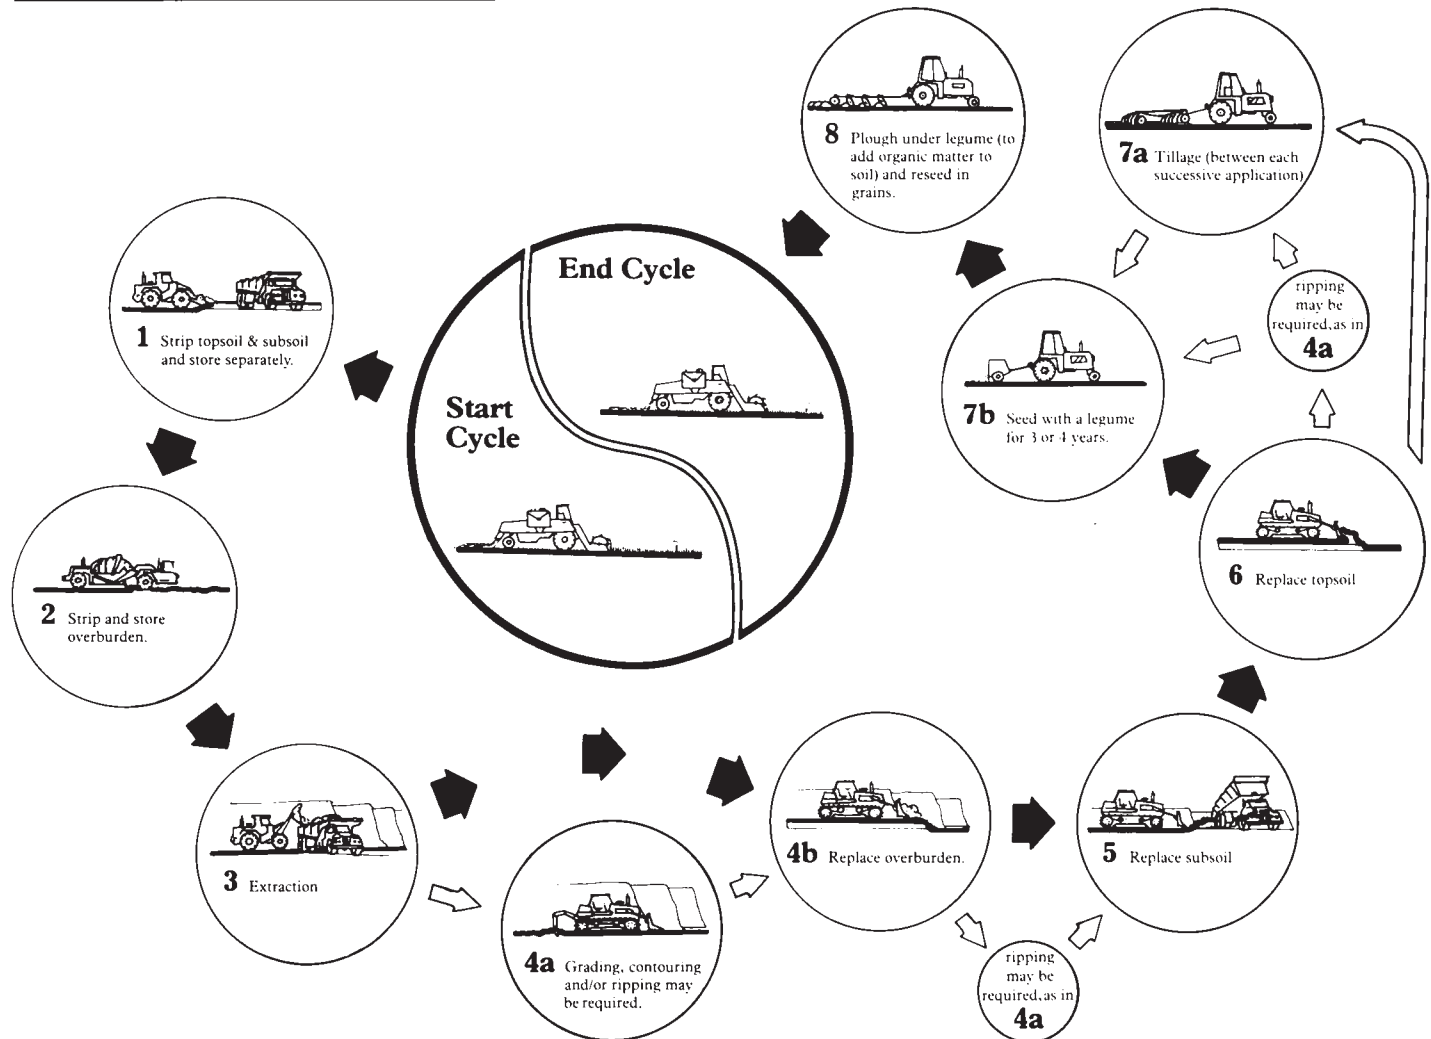 End Cycle
Start
Cycle
1 Strip topsoil & subsoil
and store separately.
2 Strip and store
overburden.
3 Extraction
4a Grading, contouring
and/or ripping may
be required.
4b Replace overburden.
ripping
may be
required, as in
4a
5 Replace subsoil
6 Replace topsoil
ripping
may be
required, as in
4a
7a Tillage (between each
successive application)
7b Seed with a legume
for 3 or 4 years.
8 Plough under legume (to
add organic matter to
soil) and reseed in
grains.